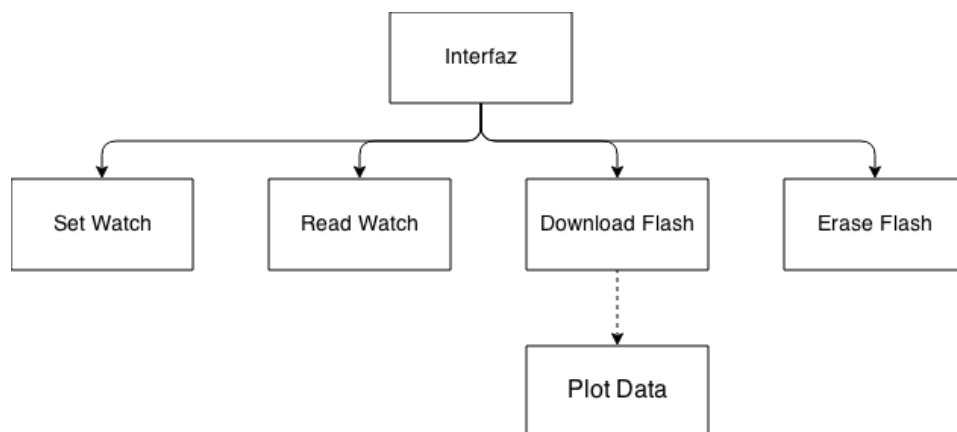 Interfaz
Set Watch
Read Watch
Download Flash
Erase Flash
Plot Data